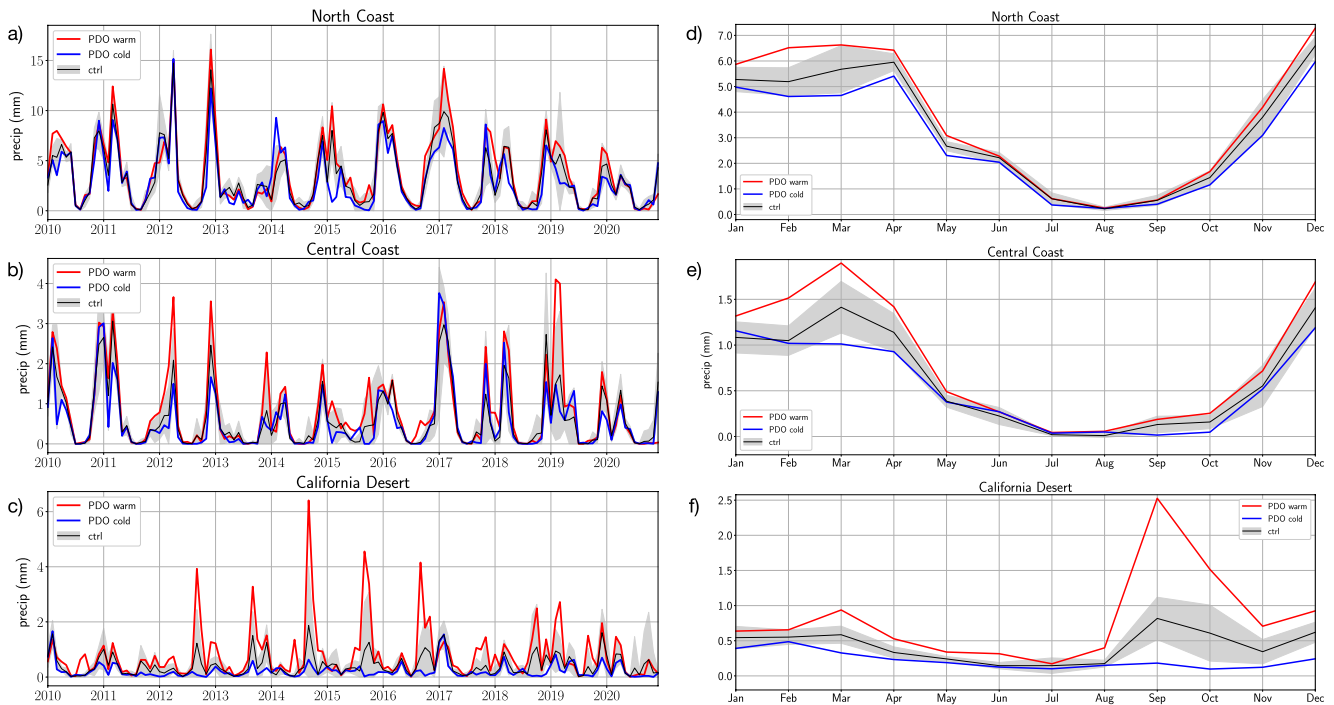 a)
North Coast
precip (mm)
15
10
5
0
PDO warm
PDO cold
ctrl
2010 2011 2012 2013 2014 2015 2016 2017 2018 2019 2020
b)
Central Coast
precip (mm)
4
3
2
1
0
PDO warm
PDO cold
ctrl
2010 2011 2012 2013 2014 2015 2016 2017 2018 2019 2020
c)
California Desert
precip (mm)
6
4
2
0
PDO warm
PDO cold
ctrl
2010 2011 2012 2013 2014 2015 2016 2017 2018 2019 2020
d)
North Coast
7.0
6.0
5.0
4.0
3.0
2.0
1.0
0.0
PDO warm
PDO cold
ctrl
Jan Feb Mar Apr May Jun Jul Aug Sep Oct Nov Dec
e)
Central Coast
precip (mm)
1.5
1.0
0.5
0.0
PDO warm
PDO cold
ctrl
Jan Feb Mar Apr May Jun Jul Aug Sep Oct Nov Dec
f)
California Desert
2.5
2.0
1.5
1.0
0.5
0.0
PDO warm
PDO cold
ctrl
Jan Feb Mar Apr May Jun Jul Aug Sep Oct Nov Dec